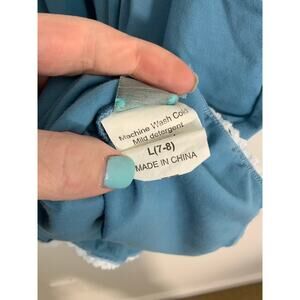 Machine Wash Cold
Mild detergent
L(7-8)
MADE IN CHINA